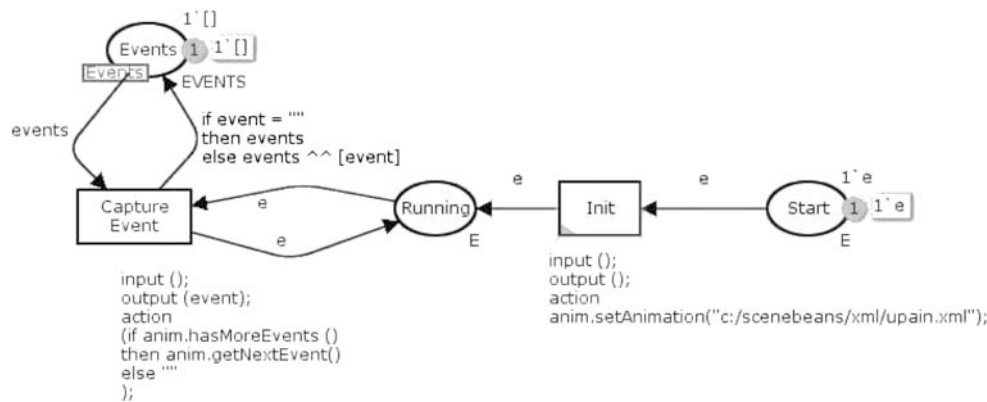 1`[]
Events
1
1`[]
Events
EVENTS
events
if event = ""
then events
else events ^^ [event]
Capture
Event
e
e
Running
E
e
Init
e
Start
1`e
1
1`e
E
input ();
output (event);
action
(if anim.hasMoreEvents ()
then anim.getNextEvent()
else ""
);
input ();
output ();
action
anim.setAnimation("c:/scenebeans/xml/upain.xml");